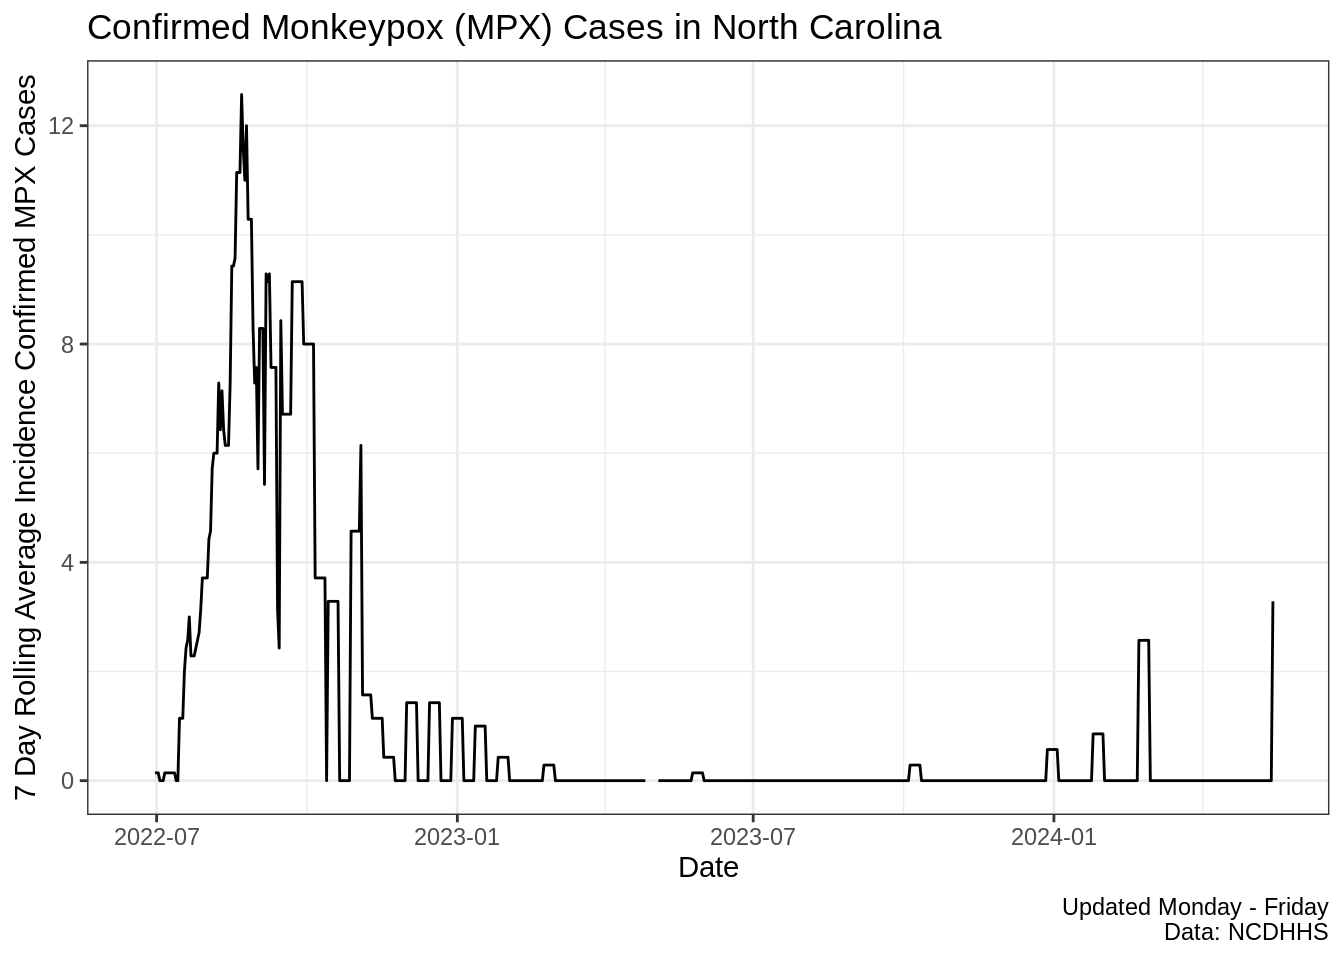 Confirmed Monkeypox (MPX) Cases in North Carolina
7 Day Rolling Average Incidence Confirmed MPX Cases
12
8
4
0
2022-07
2023-01
2023-07
2024-01
Date
Updated Monday - Friday
Data: NCDHHS